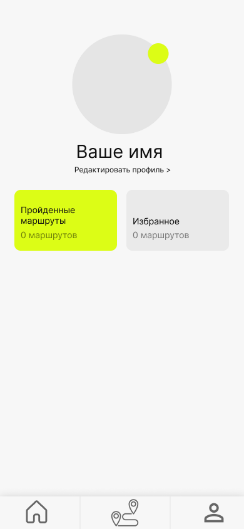 Ваше имя
Редактировать профиль >
Пройденные
маршруты
0 маршрутов
Избранное
0 маршрутов